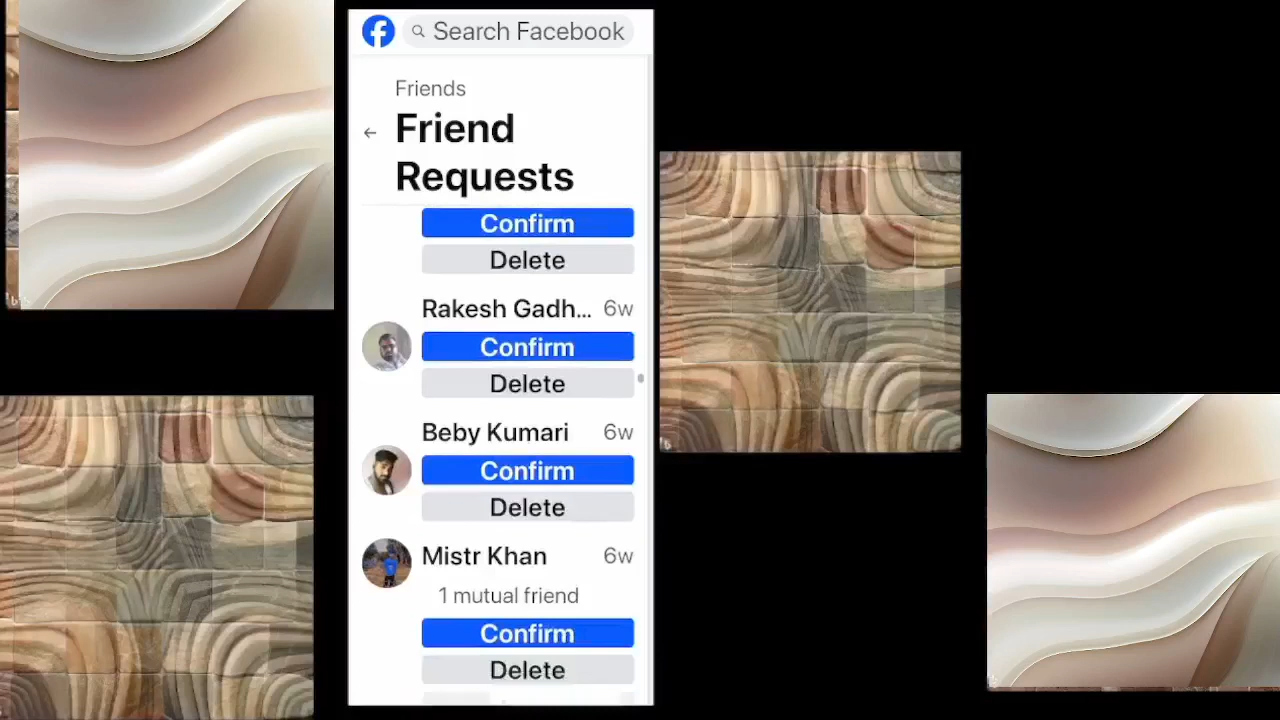 Search Facebook
Friends
Friend
Requests
Confirm
Delete
Rakesh Gadh... 6w
Confirm
Delete
Beby Kumari 6w
Confirm
Delete
Mistr Khan 6w
1 mutual friend
Confirm
Delete